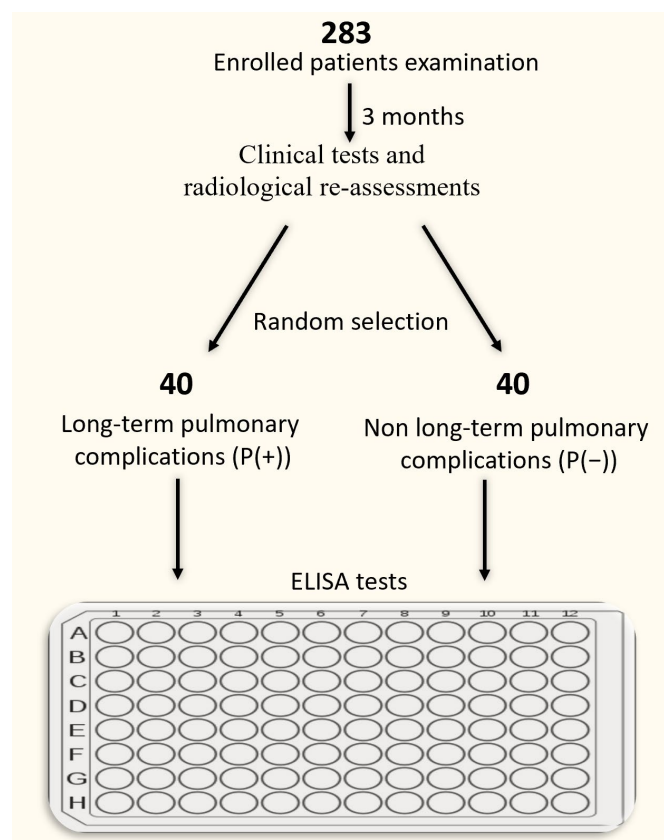 283
Enrolled patients examination
3 months
Clinical tests and
radiological re-assessments
Random selection
40
Long-term pulmonary
complications (P(+))
40
Non long-term pulmonary
complications (P(−))
ELISA tests
1 2 3 4 5 6 7 8 9 10 11 12
A
B
C
D
E
F
G
H